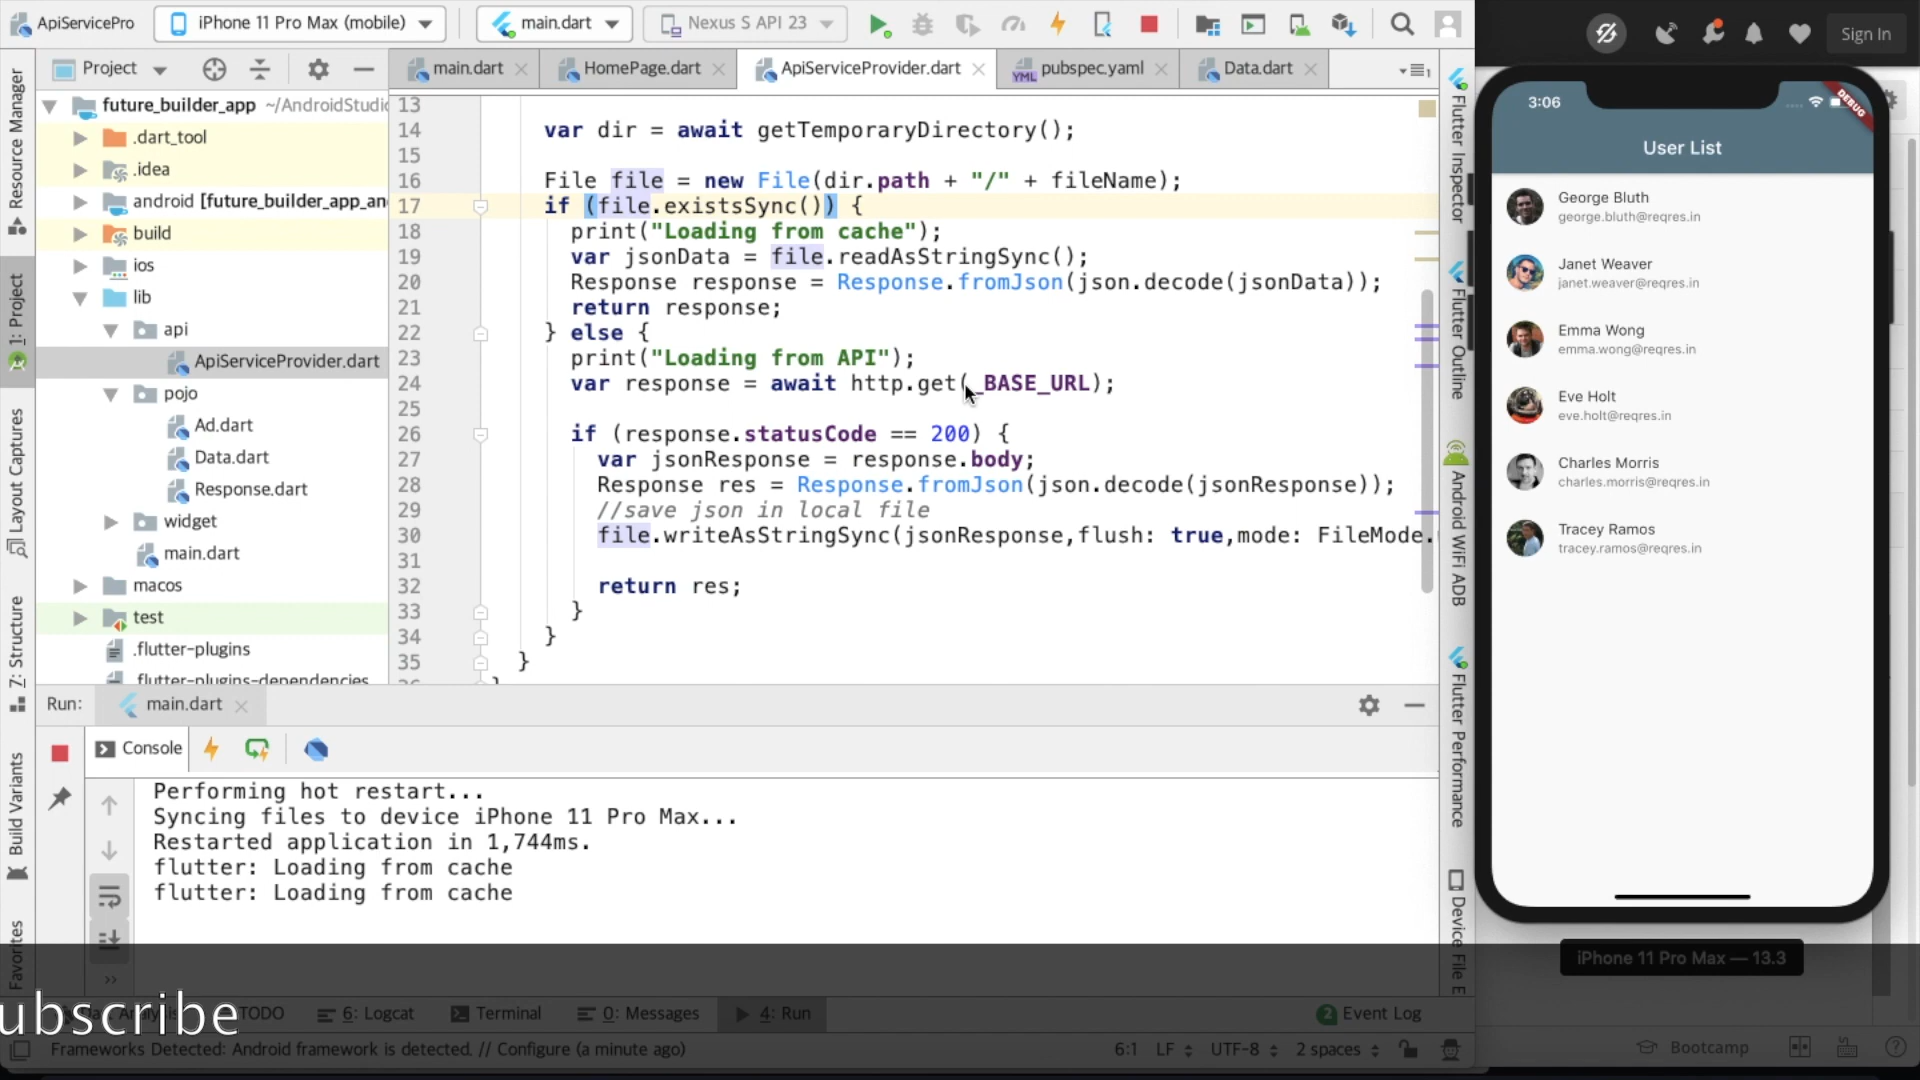 ApiServicePro
iPhone 11 Pro Max (mobile)
main.dart
Nexus S API 23
Sign In
Project
main.dart
HomePage.dart
ApiServiceProvider.dart
YML
pubspec.yaml
Data.dart
Resource Manager
1: Project
Layout Captures
7: Structure
Build Variants
Favorites
future_builder_app ~/AndroidStudio
.dart_tool
.idea
android [future_builder_app_an
build
ios
lib
api
ApiServiceProvider.dart
pojo
Ad.dart
Data.dart
Response.dart
widget
main.dart
macos
test
.flutter-plugins
.flutter-plugins-dependencies
13
14 var dir = await getTemporaryDirectory();
15
16 File file = new File(dir.path + "/" + fileName);
17 if (file.existsSync()) {
18 print("Loading from cache");
19 var jsonData = file.readAsStringSync();
20 Response response = Response.fromJson(json.decode(jsonData));
21 return response;
22 } else {
23 print("Loading from API");
24 var response = await http.get(_BASE_URL);
25
26 if (response.statusCode == 200) {
27 var jsonResponse = response.body;
28 Response res = Response.fromJson(json.decode(jsonResponse));
29 //save json in local file
30 file.writeAsStringSync(jsonResponse,flush: true,mode: FileMode.
31
32 return res;
33 }
34 }
35 }
Flutter Inspector
Flutter Outline
Android WiFi ADB
Flutter Performance
Device File E
3:06
DEBUG
User List
George Bluth
george.bluth@reqres.in
Janet Weaver
janet.weaver@reqres.in
Emma Wong
emma.wong@reqres.in
Eve Holt
eve.holt@reqres.in
Charles Morris
charles.morris@reqres.in
Tracey Ramos
tracey.ramos@reqres.in
iPhone 11 Pro Max — 13.3
Run: main.dart
Console
Performing hot restart...
Syncing files to device iPhone 11 Pro Max...
Restarted application in 1,744ms.
flutter: Loading from cache
flutter: Loading from cache
ubscribe
TODO
6: Logcat
Terminal
0: Messages
4: Run
2 Event Log
Frameworks Detected: Android framework is detected. // Configure (a minute ago)
6:1 LF UTF-8 2 spaces
Bootcamp